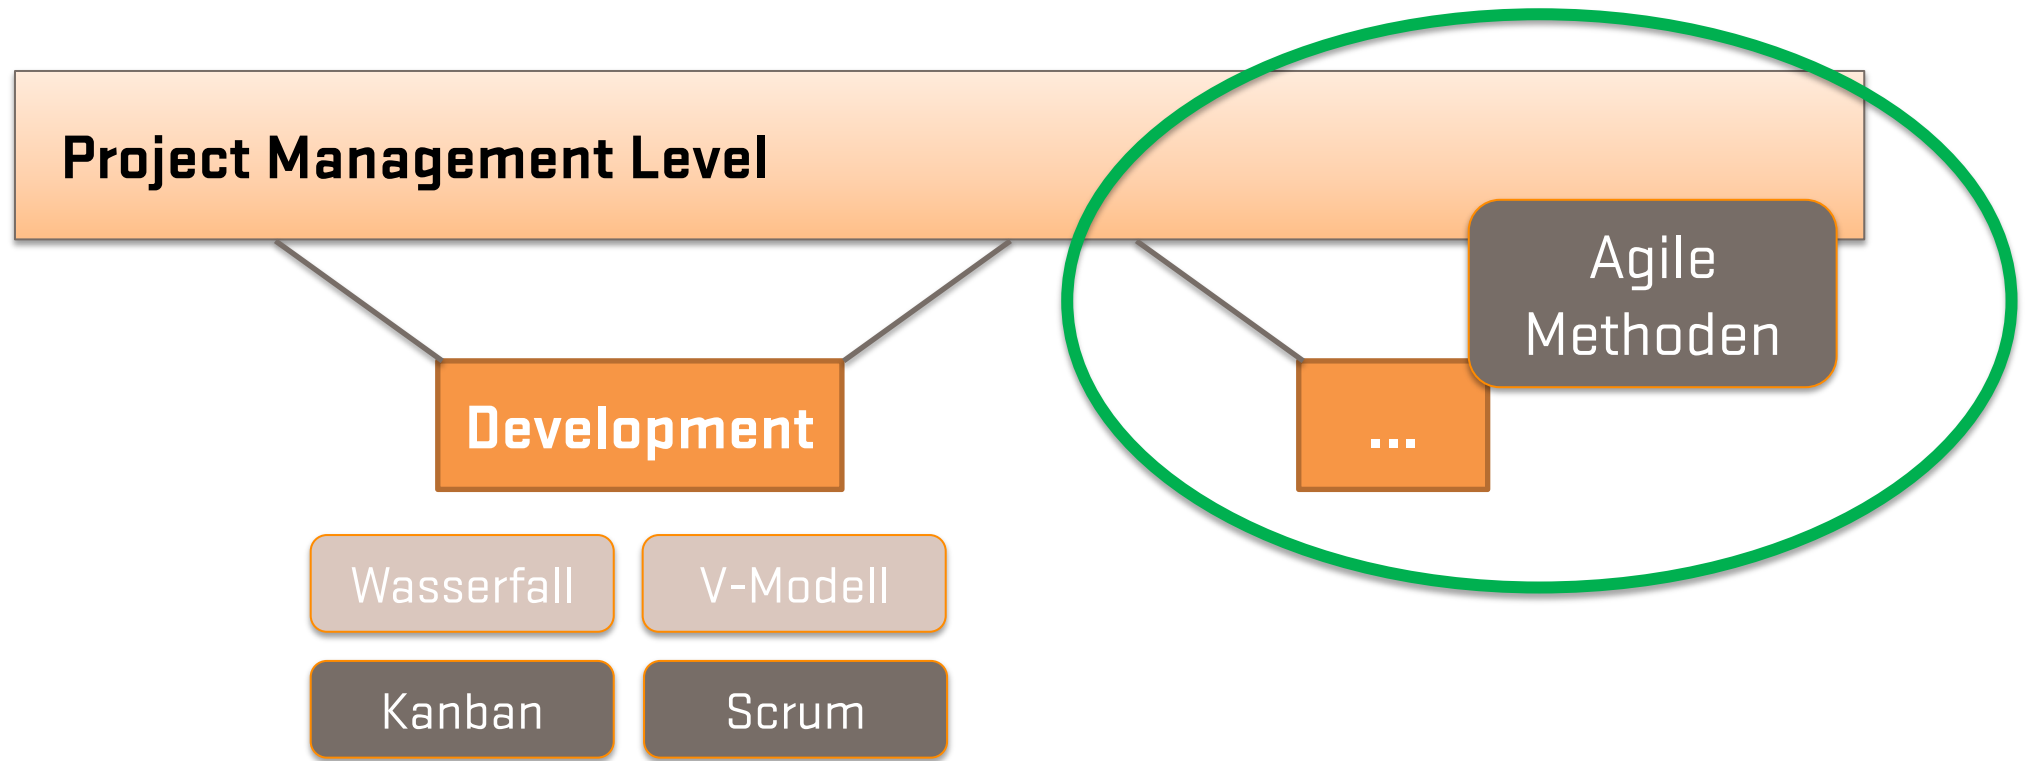 Project Management Level
Agile
Methoden
Development
...
Wasserfall
V-Modell
Kanban
Scrum